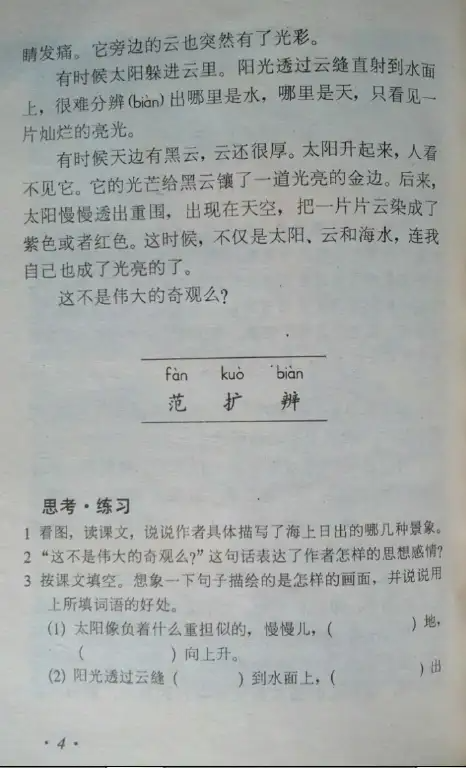 睛发痛。它旁边的云也突然有了光彩。
有时候太阳躲进云里。阳光透过云缝直射到水面
上，很难分辨(biàn)出哪里是水，哪里是天，只看见一
片灿烂的亮光。
有时候天边有黑云，云还很厚。太阳升起来，人看
不见它。它的光芒给黑云镶了一道光亮的金边。后来，
太阳慢慢透出重围，出现在天空，把一片片云染成了
紫色或者红色。这时候，不仅是太阳、云和海水，连我
自己也成了光亮的了。
这不是伟大的奇观么？
fàn kuò biàn
范 扩 辨
思考·练习
1 看图，读课文，说说作者具体描写了海上日出的哪几种景象。
2 “这不是伟大的奇观么？”这句话表达了作者怎样的思想感情？
3 按课文填空。想象一下句子描绘的是怎样的画面，并说说用
上所填词语的好处。
(1) 太阳像负着什么重担似的，慢慢儿，( )地，
( )向上升。
(2) 阳光透过云缝( )到水面上，( )出
·4·